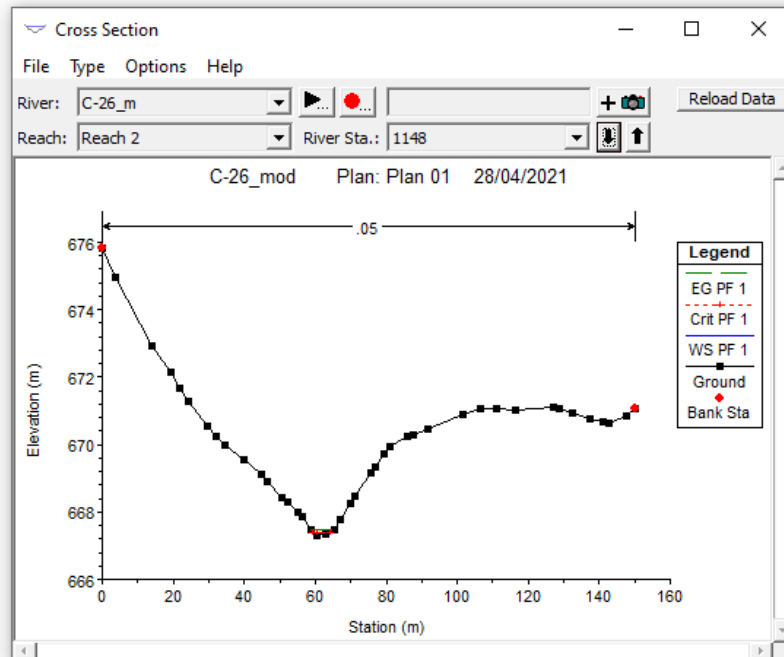 Cross Section
File Type Options Help
River: C-26_m ... ... Reload Data
Reach: Reach 2 River Sta.: 1148
C-26_mod Plan: Plan 01 28/04/2021
.05
Legend
EG PF 1
Crit PF 1
WS PF 1
Ground
Bank Sta
676
674
672
670
668
666
Elevation (m)
0 20 40 60 80 100 120 140 160
Station (m)